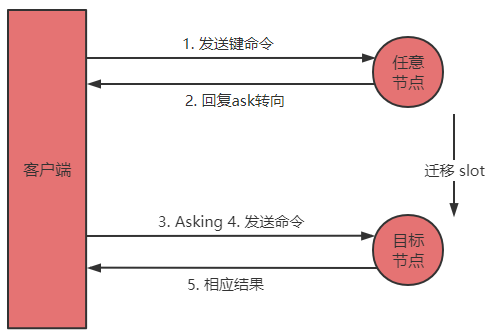 1. 发送键命令
任意
节点
2. 回复ask转向
客户端
迁移 slot
3. Asking 4. 发送命令
目标
节点
5. 相应结果